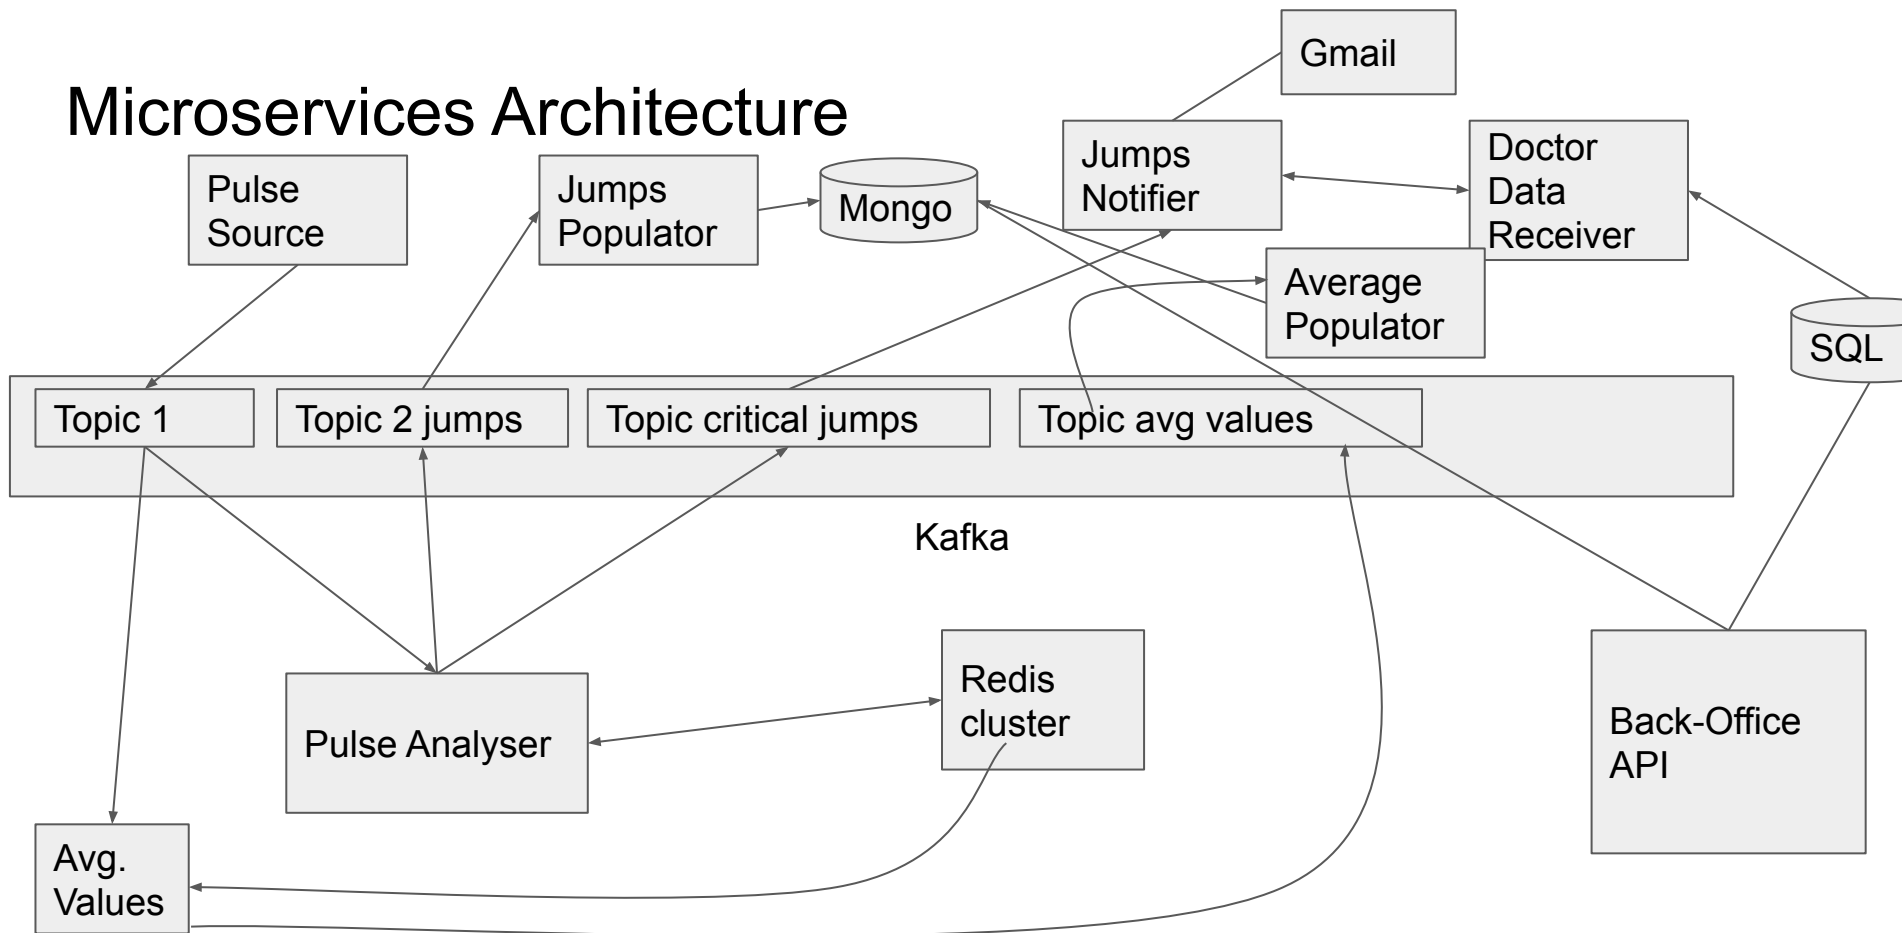 Microservices Architecture
Gmail
Pulse
Source
Jumps
Populator
Mongo
Jumps
Notifier
Doctor
Data
Receiver
Average
Populator
SQL
Topic 1
Topic 2 jumps
Topic critical jumps
Topic avg values
Kafka
Pulse Analyser
Redis
cluster
Back-Office
API
Avg.
Values